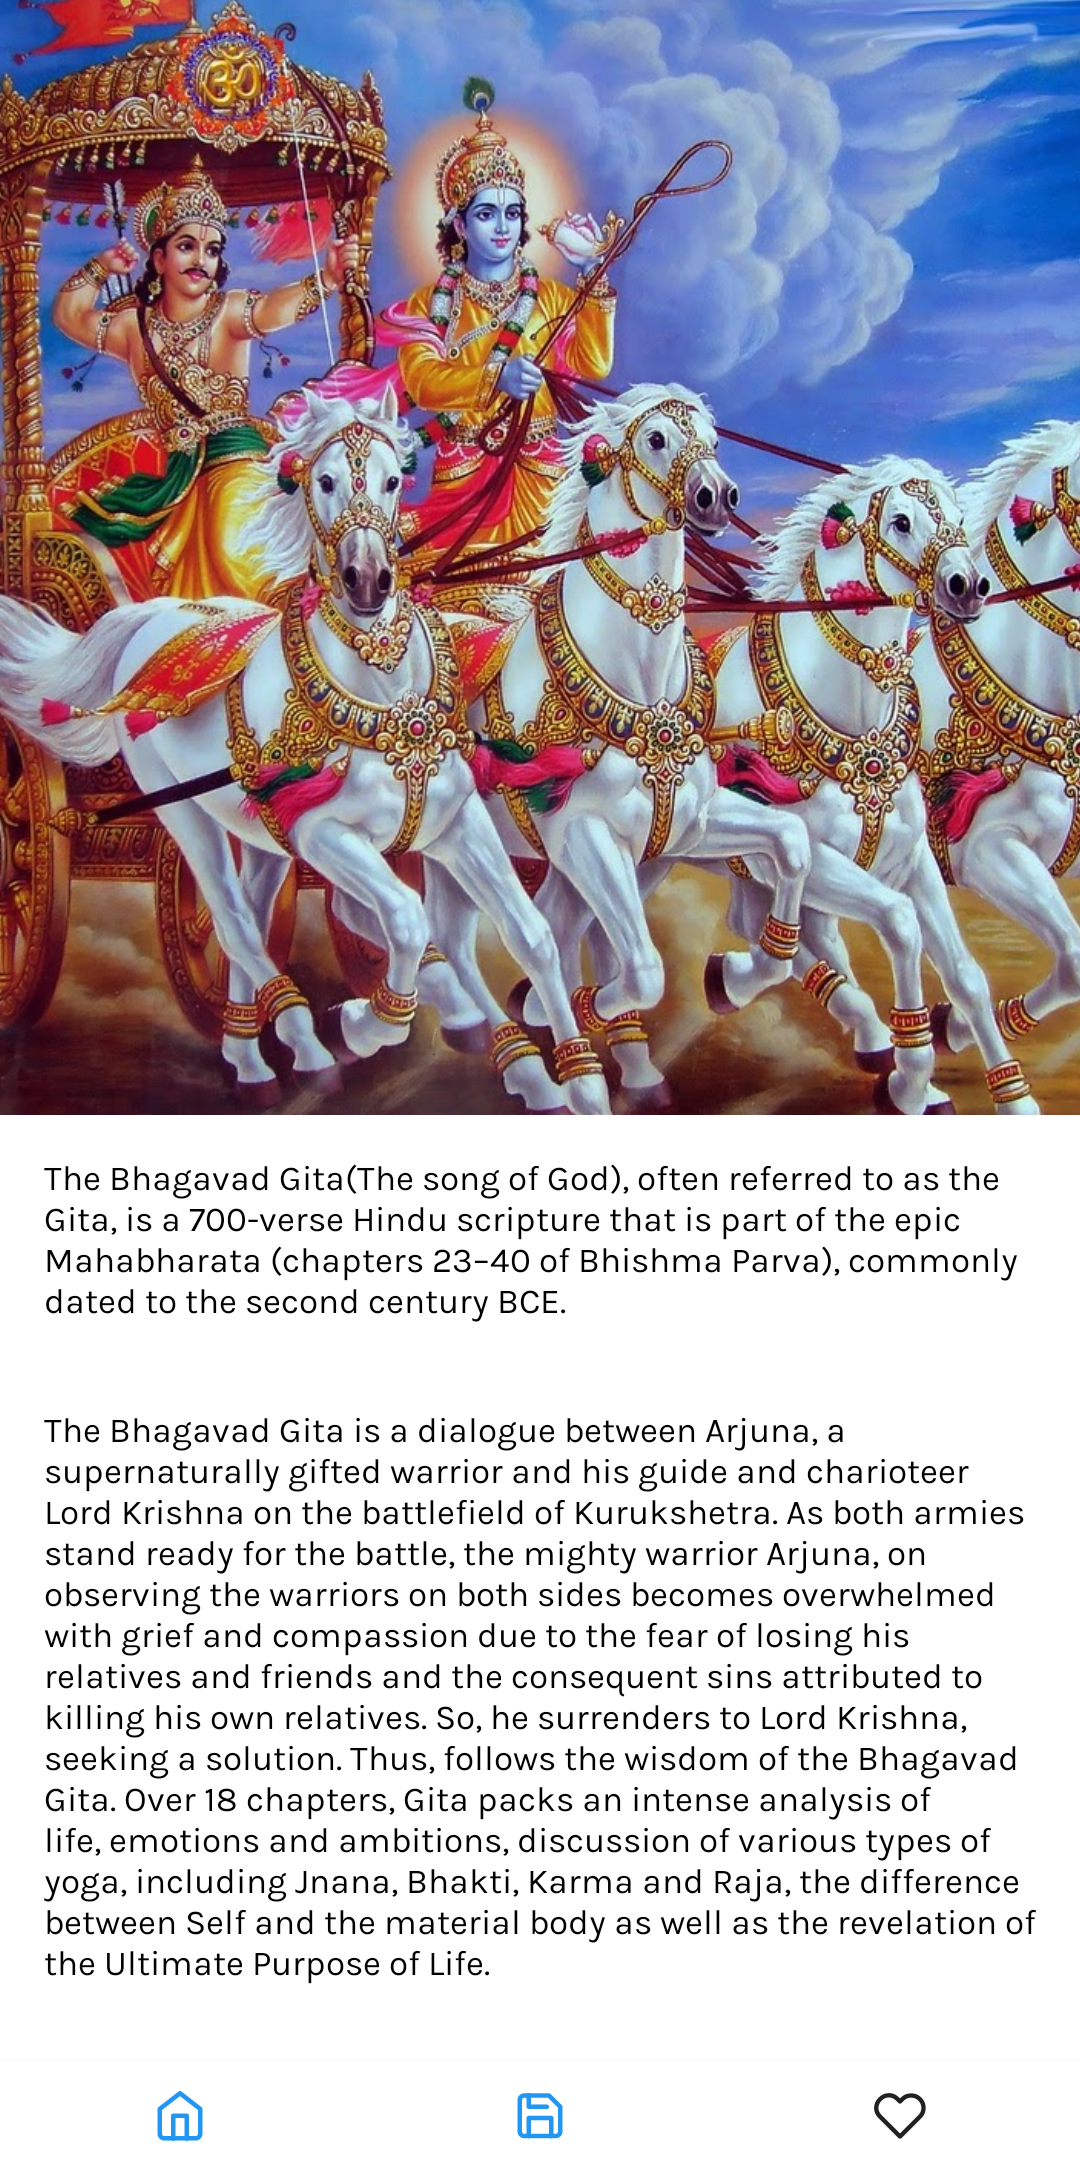 ॐ
The Bhagavad Gita(The song of God), often referred to as the
Gita, is a 700-verse Hindu scripture that is part of the epic
Mahabharata (chapters 23–40 of Bhishma Parva), commonly
dated to the second century BCE.
The Bhagavad Gita is a dialogue between Arjuna, a
supernaturally gifted warrior and his guide and charioteer
Lord Krishna on the battlefield of Kurukshetra. As both armies
stand ready for the battle, the mighty warrior Arjuna, on
observing the warriors on both sides becomes overwhelmed
with grief and compassion due to the fear of losing his
relatives and friends and the consequent sins attributed to
killing his own relatives. So, he surrenders to Lord Krishna,
seeking a solution. Thus, follows the wisdom of the Bhagavad
Gita. Over 18 chapters, Gita packs an intense analysis of
life, emotions and ambitions, discussion of various types of
yoga, including Jnana, Bhakti, Karma and Raja, the difference
between Self and the material body as well as the revelation of
the Ultimate Purpose of Life.